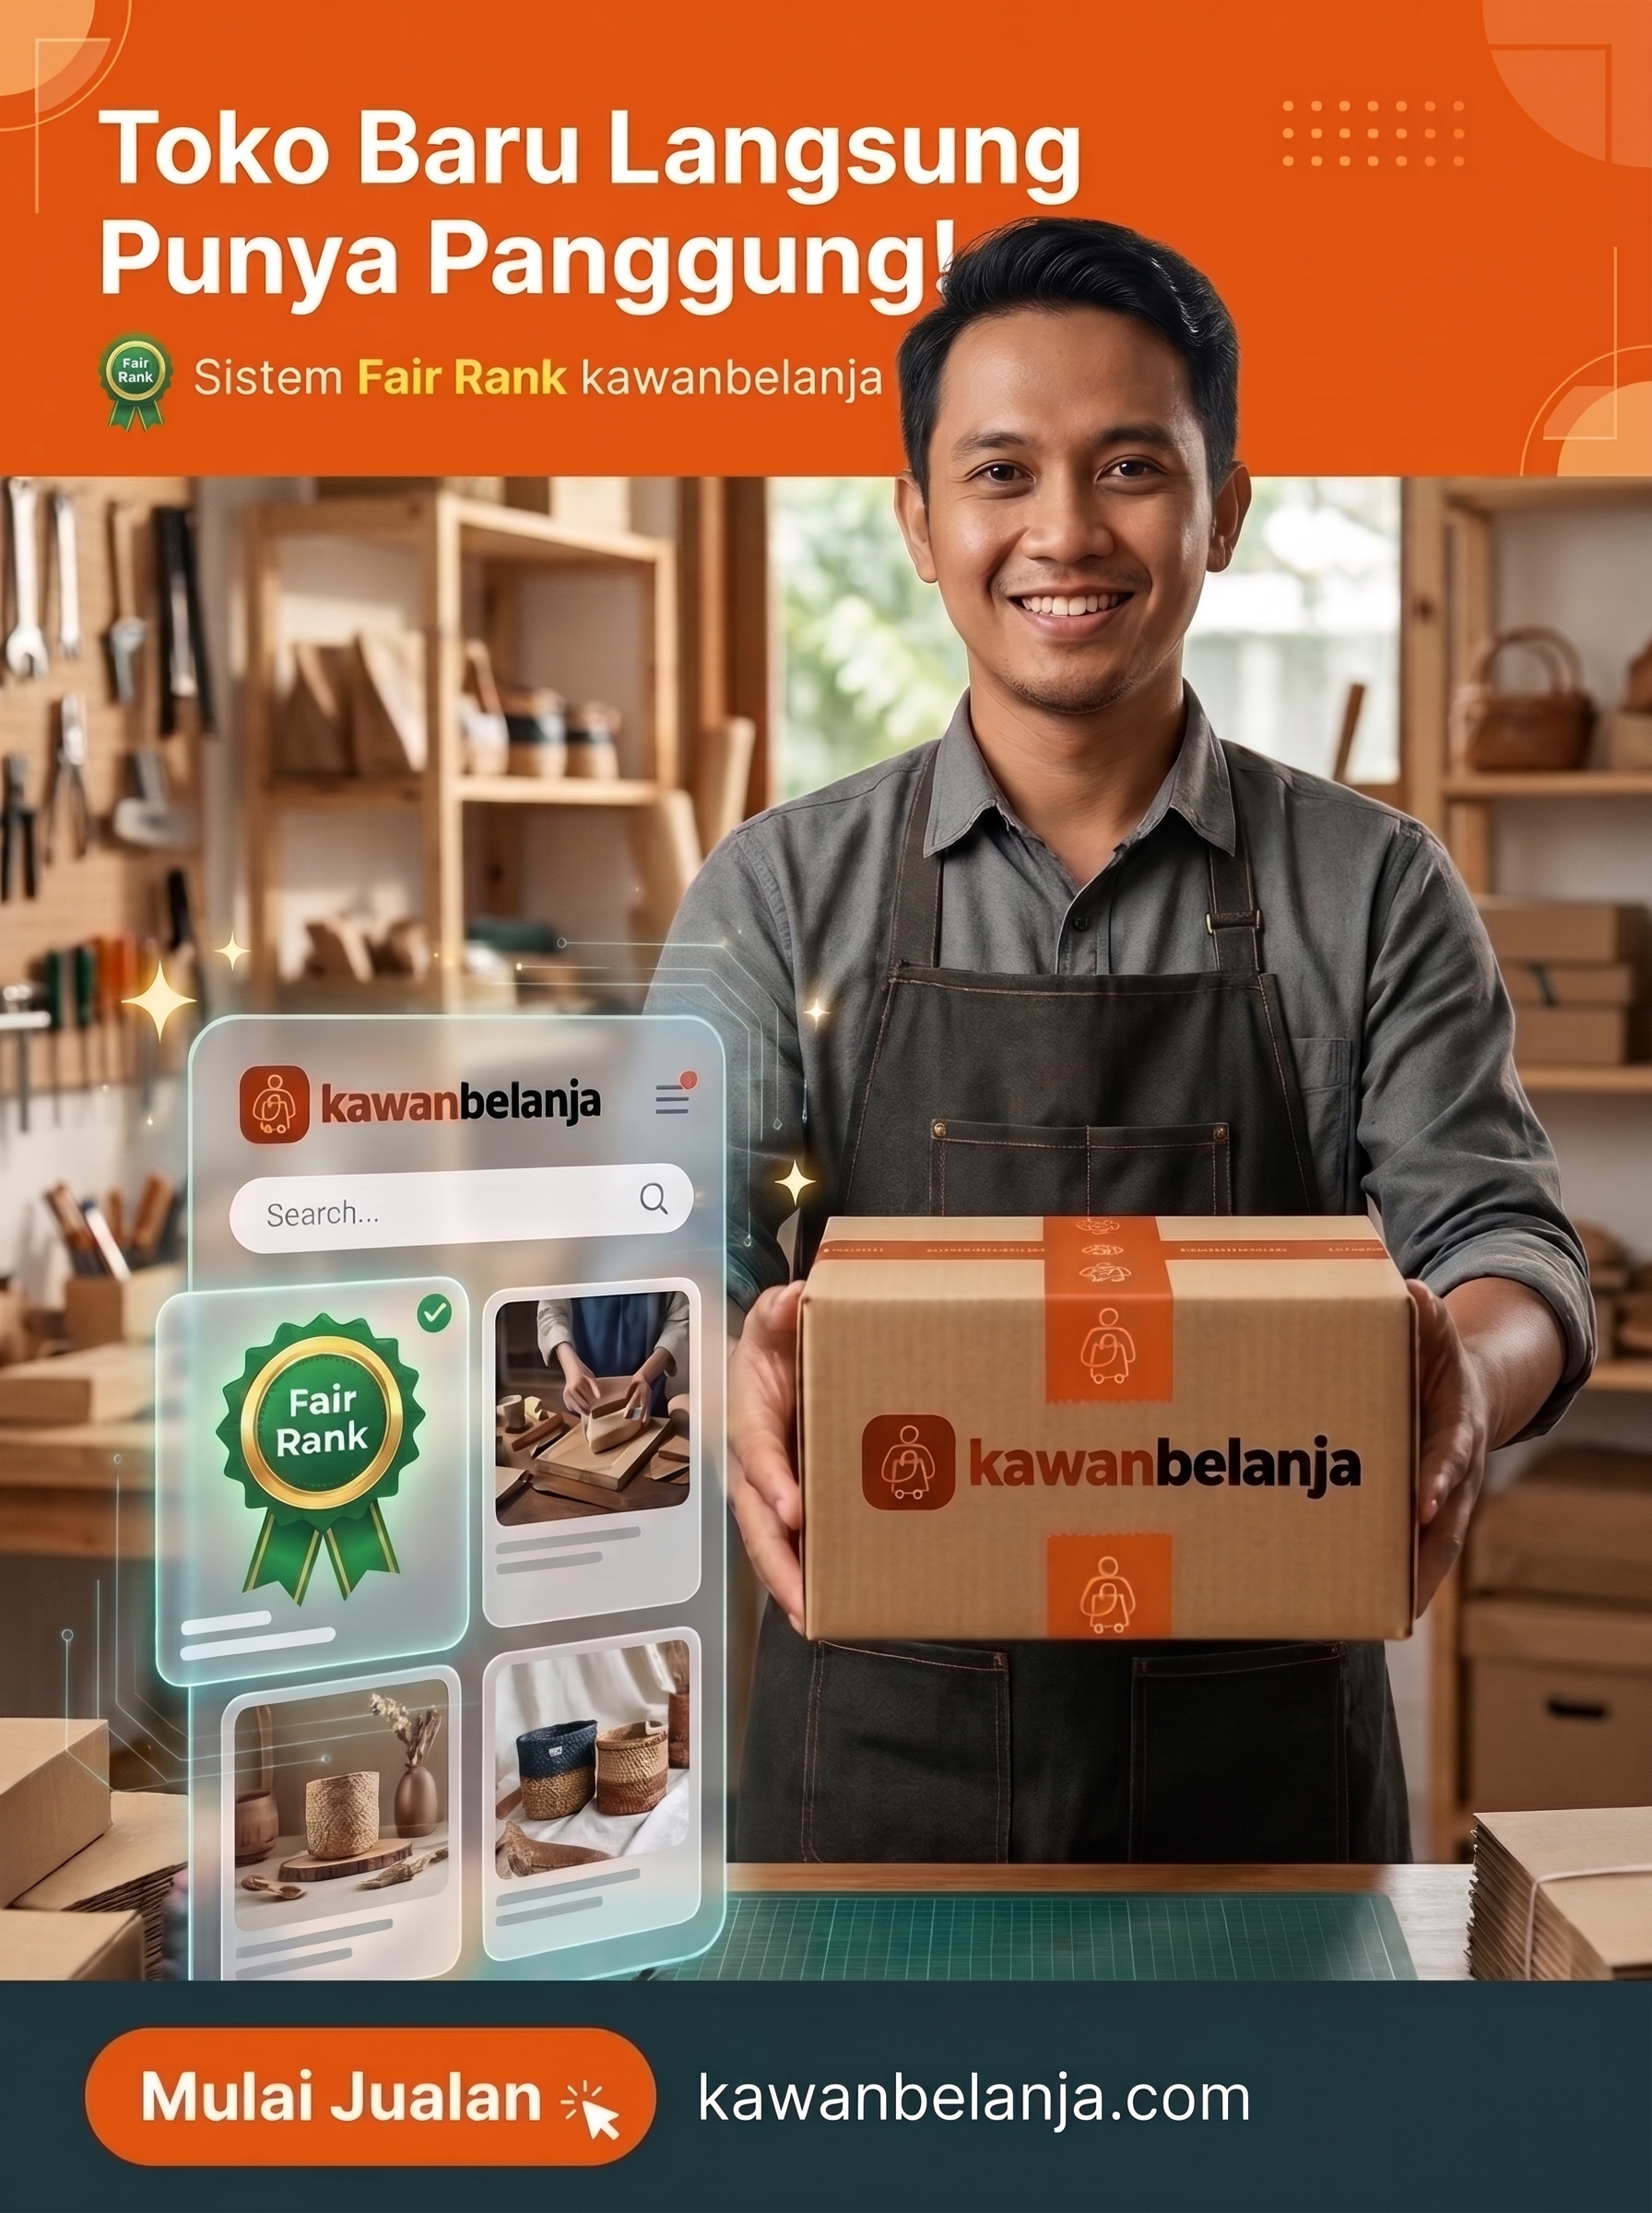 Toko Baru Langsung
Punya Panggung!
Fair
Rank
Sistem Fair Rank kawanbelanja
kawanbelanja
Search...
Fair
Rank
kawanbelanja
Mulai Jualan
kawanbelanja.com